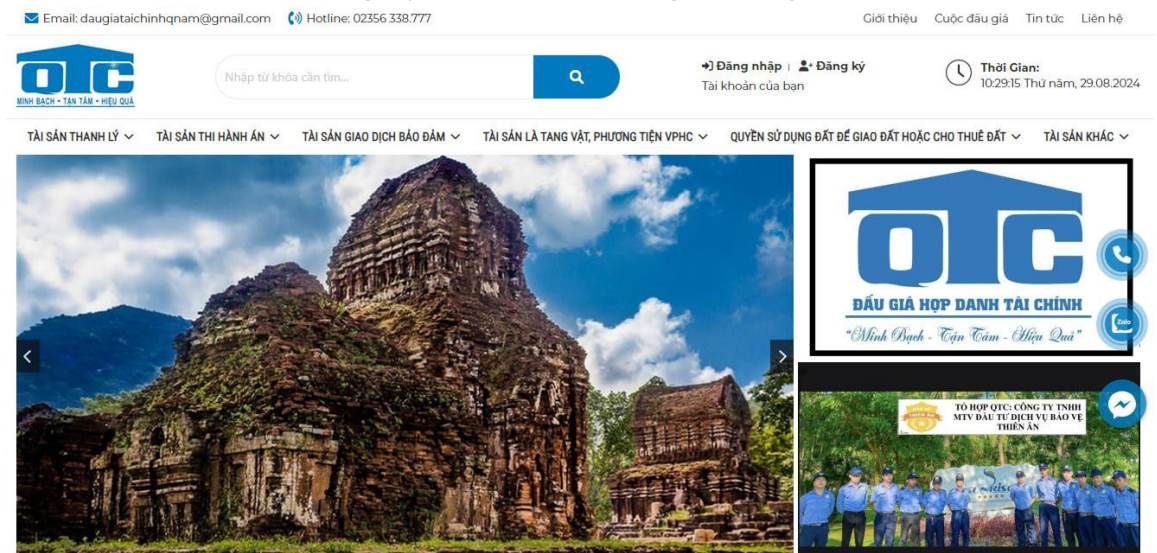 Email: daugiataichinhqnam@gmail.com
Hotline: 02356 338.777
Giới thiệu
Cuộc đấu giá
Tin tức
Liên hệ
QTC
MINH BẠCH • TẬN TÂM • HIỆU QUẢ
Nhập từ khóa cần tìm...
Đăng nhập | Đăng ký
Tài khoản của bạn
Thời Gian:
10:29:15 Thứ năm, 29.08.2024
TÀI SẢN THANH LÝ
TÀI SẢN THI HÀNH ÁN
TÀI SẢN GIAO DỊCH BẢO ĐẢM
TÀI SẢN LÀ TANG VẬT, PHƯƠNG TIỆN VPHC
QUYỀN SỬ DỤNG ĐẤT ĐỂ GIAO ĐẤT HOẶC CHO THUÊ ĐẤT
TÀI SẢN KHÁC
QTC
ĐẤU GIÁ HỢP DANH TÀI CHÍNH
"Minh Bạch - Tận Tâm - Hiệu Quả"
Zalo
TỔ HỢP QTC: CÔNG TY TNHH
MTV ĐẦU TƯ DỊCH VỤ BẢO VỆ
THIÊN ÂN